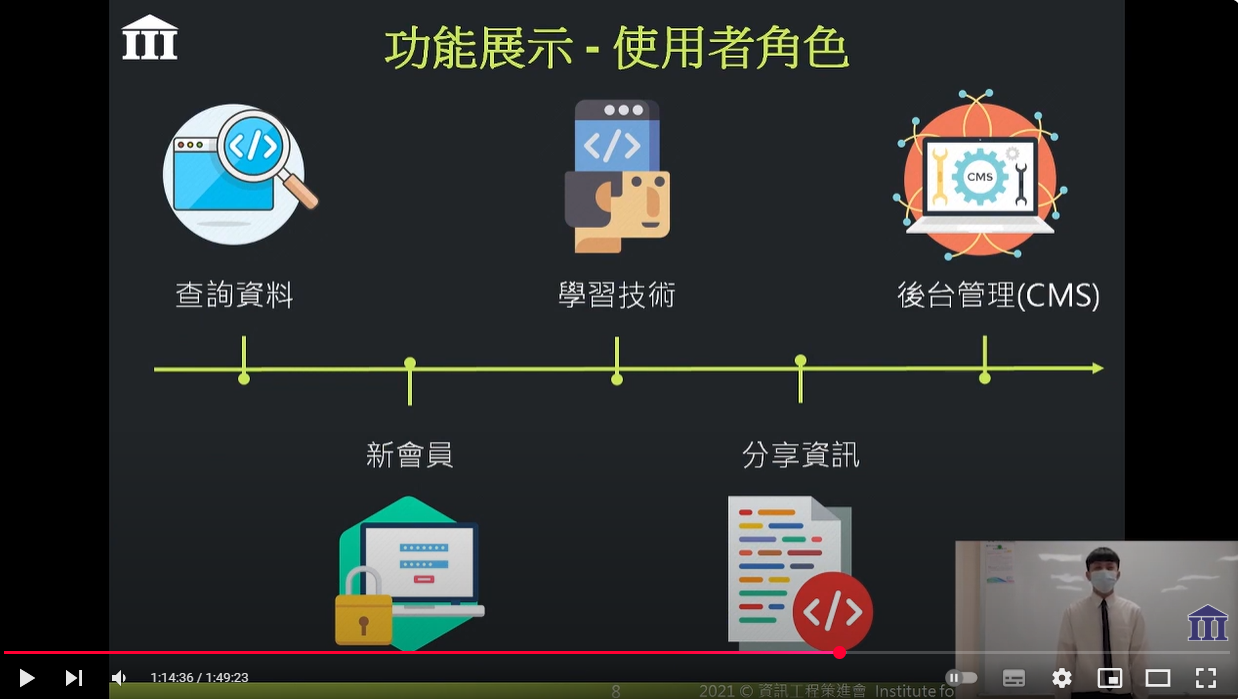 功能展示 - 使用者角色
</>
</>
CMS
查詢資料
學習技術
後台管理(CMS)
新會員
分享資訊
</>
1:14:36 / 1:49:23
8
2021 © 資訊工程策進會 Institute fo